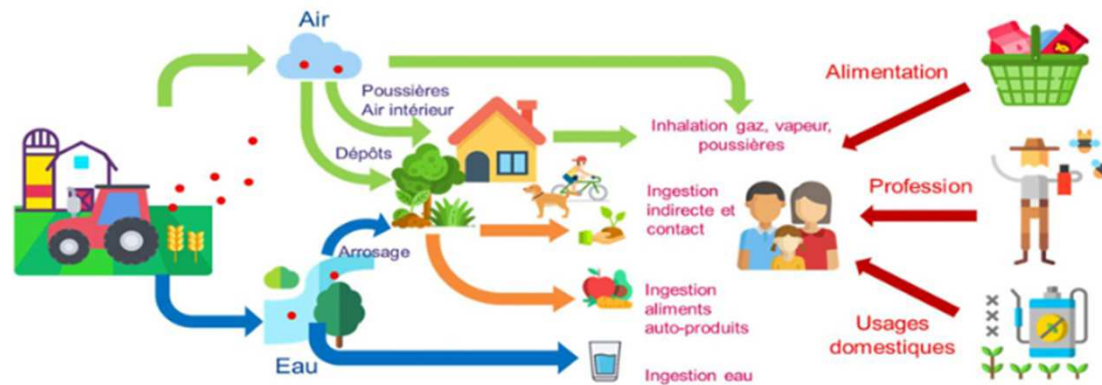 Air
Poussières
Air intérieur
Dépôts
Arrosage
Eau
Inhalation gaz, vapeur,
poussières
Ingestion
indirecte et
contact
Ingestion
aliments
auto-produits
Ingestion eau
Alimentation
Profession
Usages
domestiques